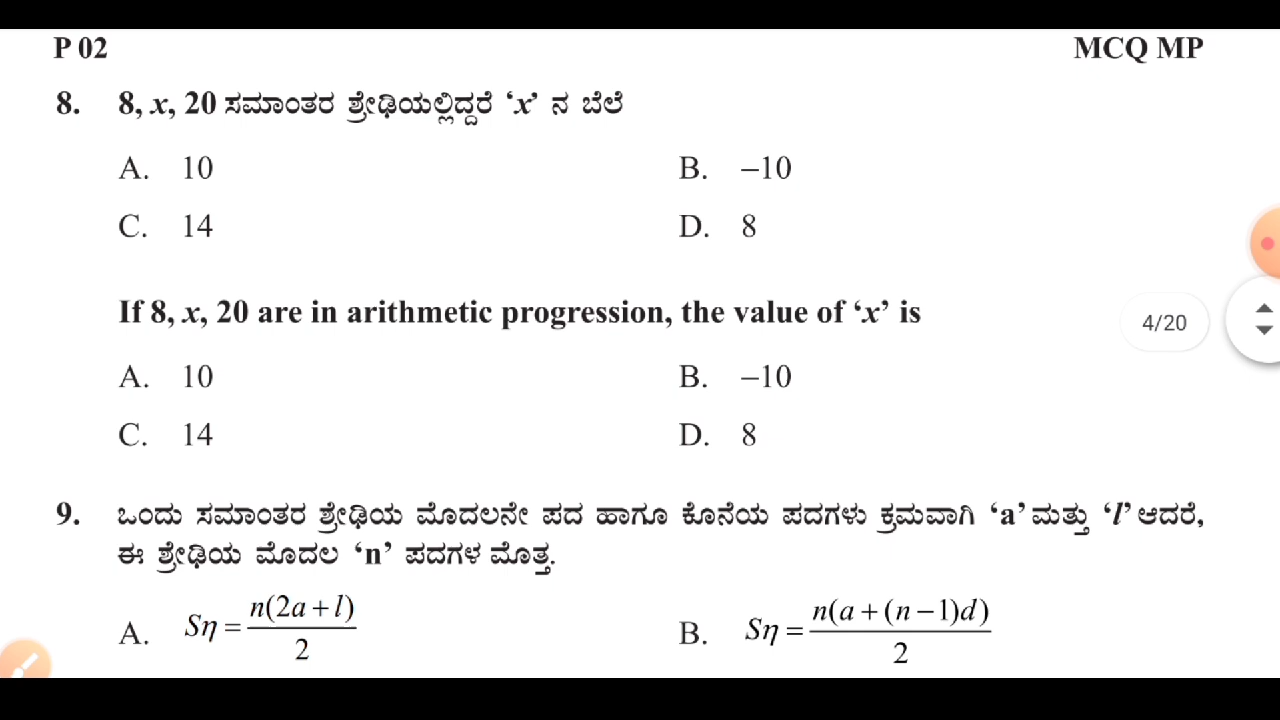 P 02 MCQ MP
8. 8, x, 20 ಸಮಾಂತರ ಶ್ರೇಢಿಯಲ್ಲಿದ್ದರೆ ‘x’ ನ ಬೆಲೆ
A. 10 B. –10
C. 14 D. 8
If 8, x, 20 are in arithmetic progression, the value of ‘x’ is
4/20
A. 10 B. –10
C. 14 D. 8
9. ಒಂದು ಸಮಾಂತರ ಶ್ರೇಢಿಯ ಮೊದಲನೇ ಪದ ಹಾಗೂ ಕೊನೆಯ ಪದಗಳು ಕ್ರಮವಾಗಿ ‘a’ ಮತ್ತು ‘l’ ಆದರೆ,
ಈ ಶ್ರೇಢಿಯ ಮೊದಲ ‘n’ ಪದಗಳ ಮೊತ್ತ.
A. Sη = n(2a + l) / 2 B. Sη = n(a + (n – 1)d) / 2